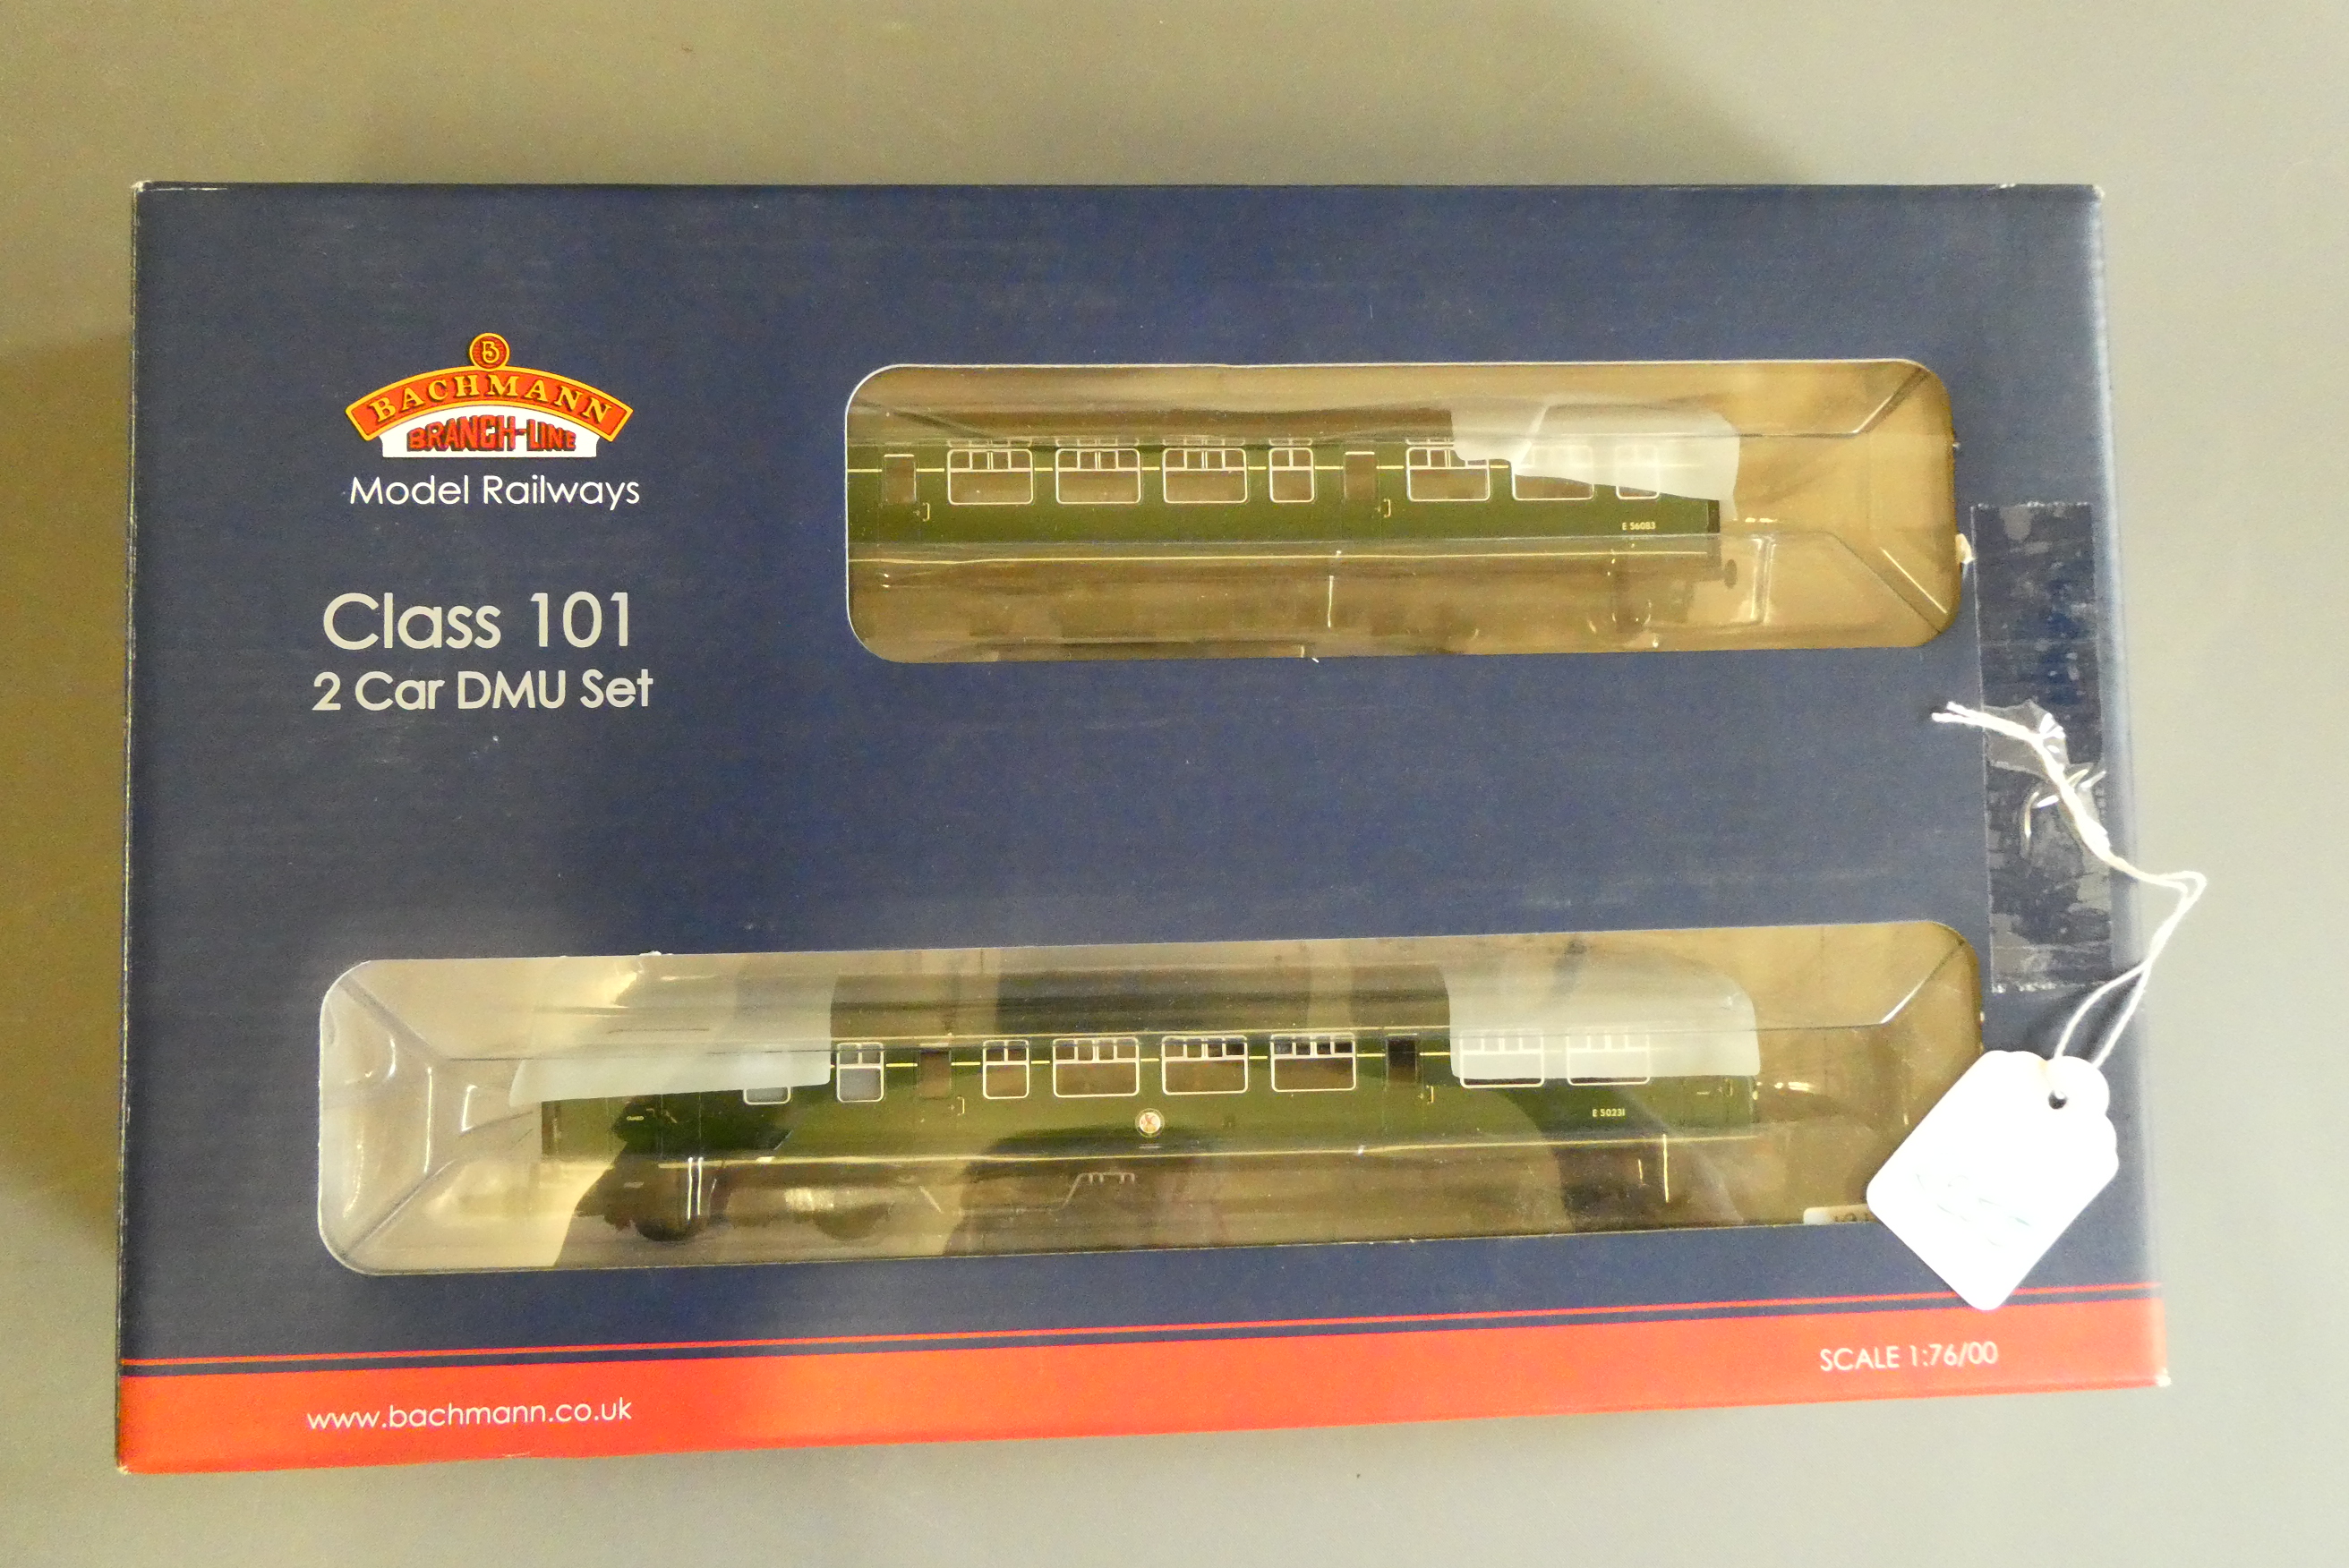 B
BACHMANN
BRANCH-LINE
Model Railways
Class 101
2 Car DMU Set
E 56083
E 50231
SCALE 1:76/00
www.bachmann.co.uk